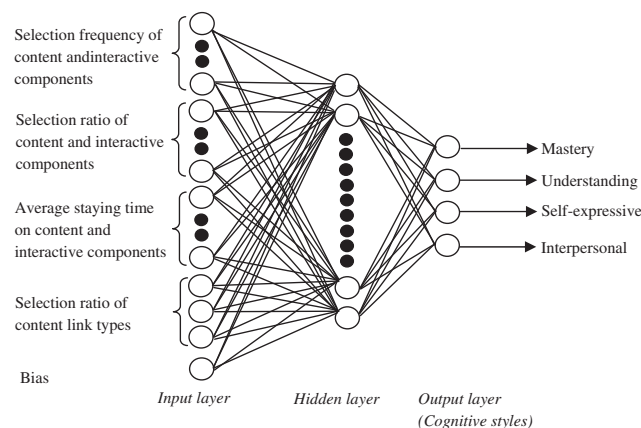 Selection frequency of
content andinteractive
components
Selection ratio of
content and interactive
components
Average staying time
on content and
interactive components
Selection ratio of
content link types
Bias
Mastery
Understanding
Self-expressive
Interpersonal
Input layer
Hidden layer
Output layer
(Cognitive styles)